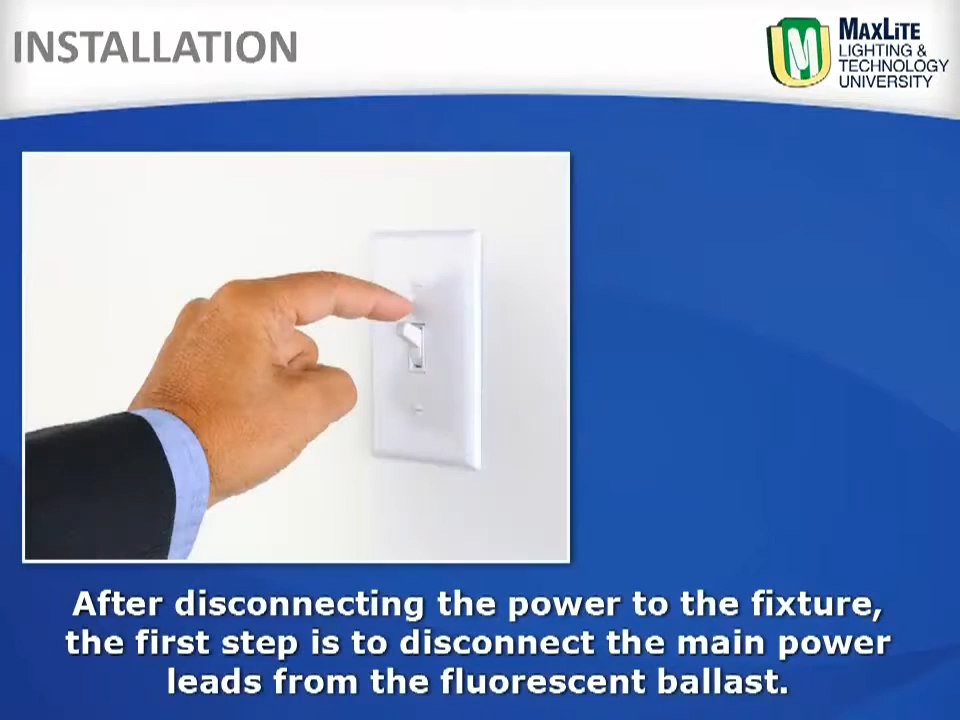 INSTALLATION
MAXLITE
LIGHTING &
TECHNOLOGY
UNIVERSITY
After disconnecting the power to the fixture,
the first step is to disconnect the main power
leads from the fluorescent ballast.